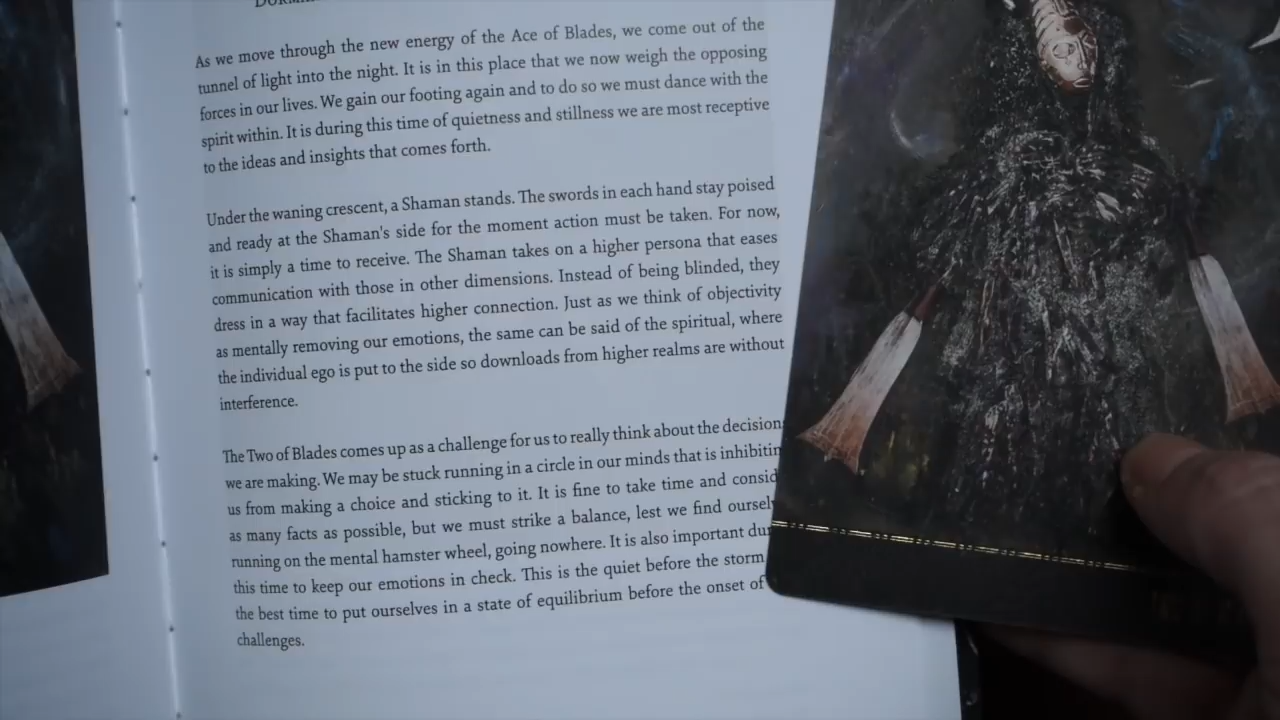 As we move through the new energy of the Ace of Blades, we come out of the
tunnel of light into the night. It is in this place that we now weigh the opposing
forces in our lives. We gain our footing again and to do so we must dance with the
spirit within. It is during this time of quietness and stillness we are most receptive
to the ideas and insights that comes forth.
Under the waning crescent, a Shaman stands. The swords in each hand stay poised
and ready at the Shaman's side for the moment action must be taken. For now,
it is simply a time to receive. The Shaman takes on a higher persona that eases
communication with those in other dimensions. Instead of being blinded, they
dress in a way that facilitates higher connection. Just as we think of objectivity
as mentally removing our emotions, the same can be said of the spiritual, where
the individual ego is put to the side so downloads from higher realms are without
interference.
The Two of Blades comes up as a challenge for us to really think about the decision
we are making. We may be stuck running in a circle in our minds that is inhibitin
us from making a choice and sticking to it. It is fine to take time and consid
as many facts as possible, but we must strike a balance, lest we find oursel
running on the mental hamster wheel, going nowhere. It is also important du
this time to keep our emotions in check. This is the quiet before the storm
the best time to put ourselves in a state of equilibrium before the onset of
challenges.